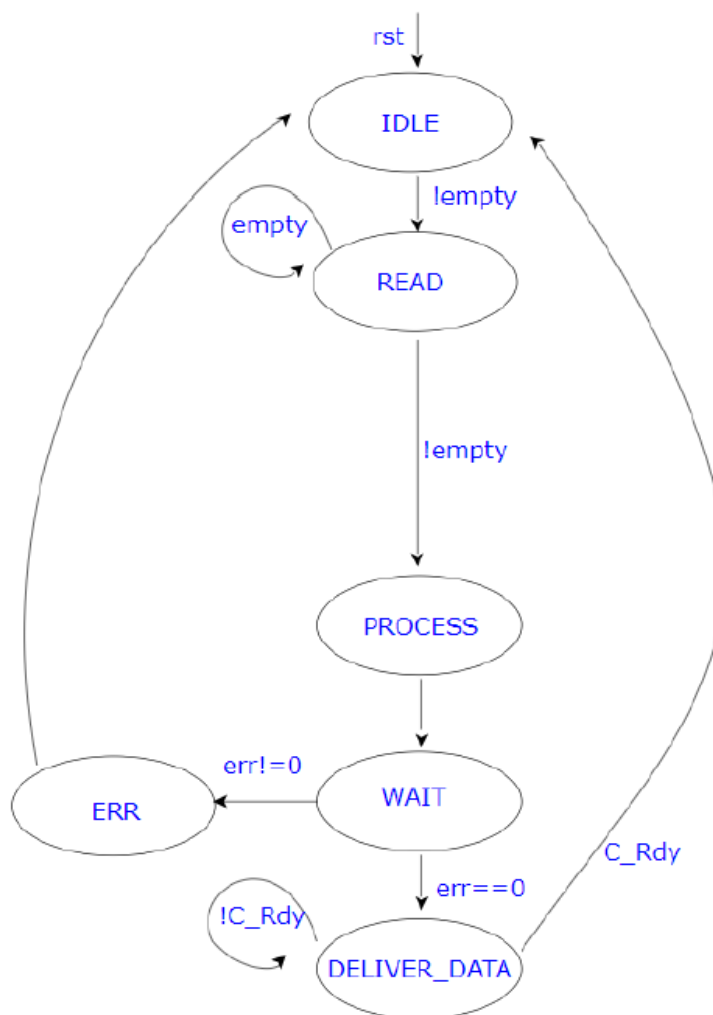 rst
IDLE
!empty
empty
READ
!empty
PROCESS
err!=0
WAIT
ERR
C_Rdy
err==0
!C_Rdy
DELIVER_DATA